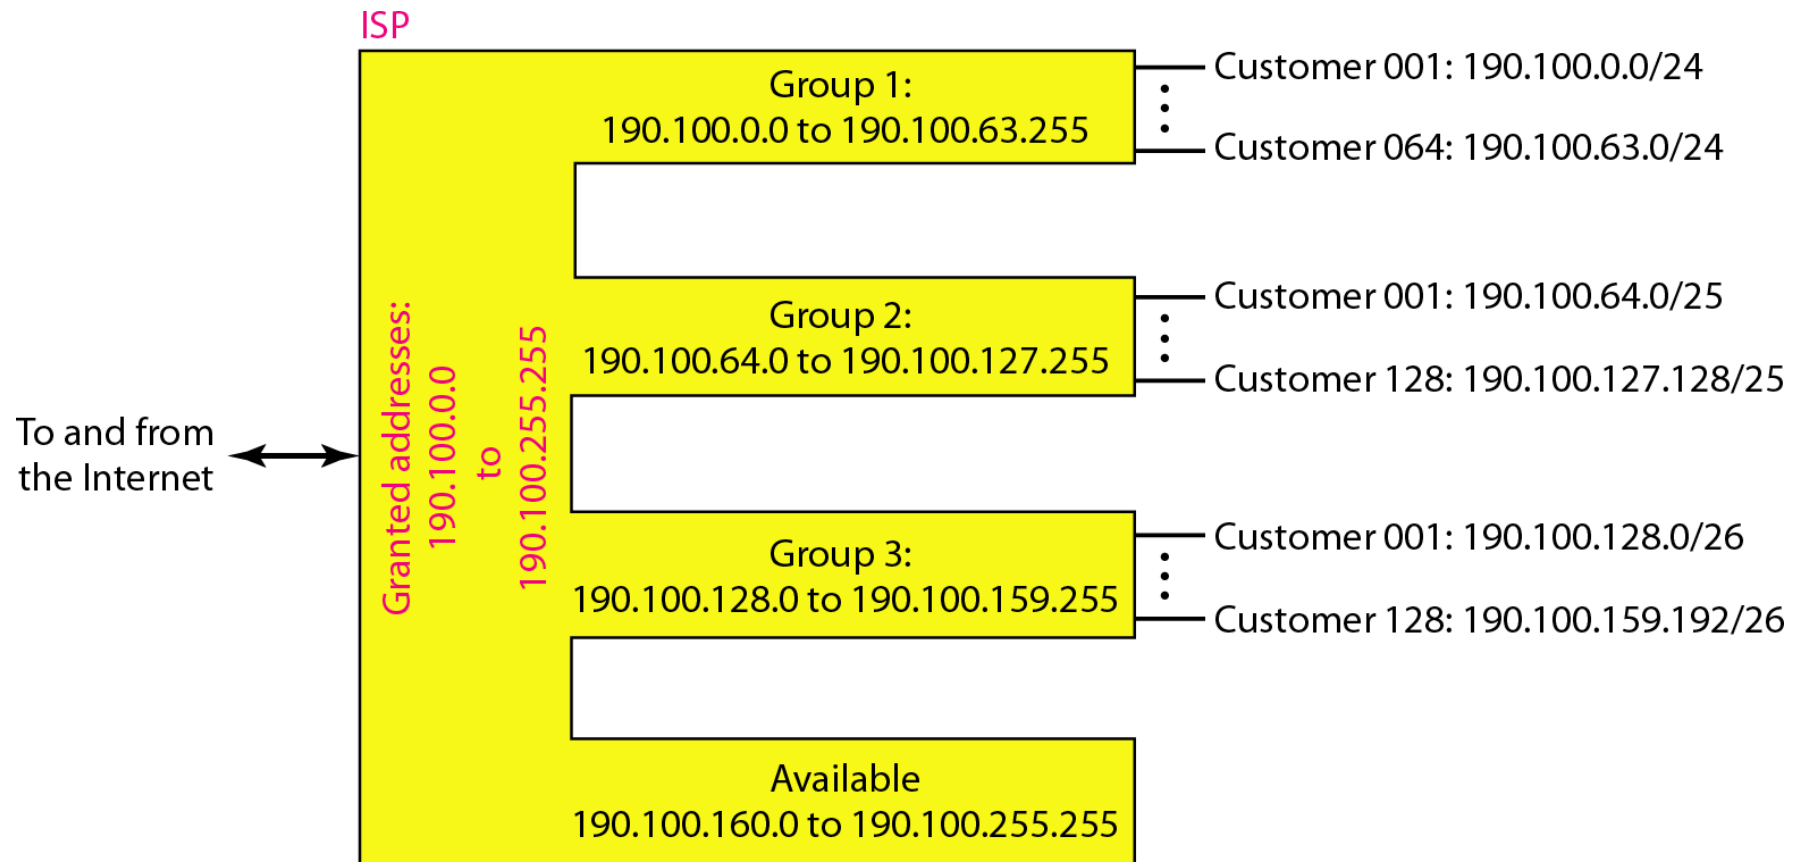 ISP
Group 1:
190.100.0.0 to 190.100.63.255
Customer 001: 190.100.0.0/24
Customer 064: 190.100.63.0/24
Group 2:
190.100.64.0 to 190.100.127.255
Customer 001: 190.100.64.0/25
Customer 128: 190.100.127.128/25
To and from
the Internet
Granted addresses:
190.100.0.0
to
190.100.255.255
Group 3:
190.100.128.0 to 190.100.159.255
Customer 001: 190.100.128.0/26
Customer 128: 190.100.159.192/26
Available
190.100.160.0 to 190.100.255.255